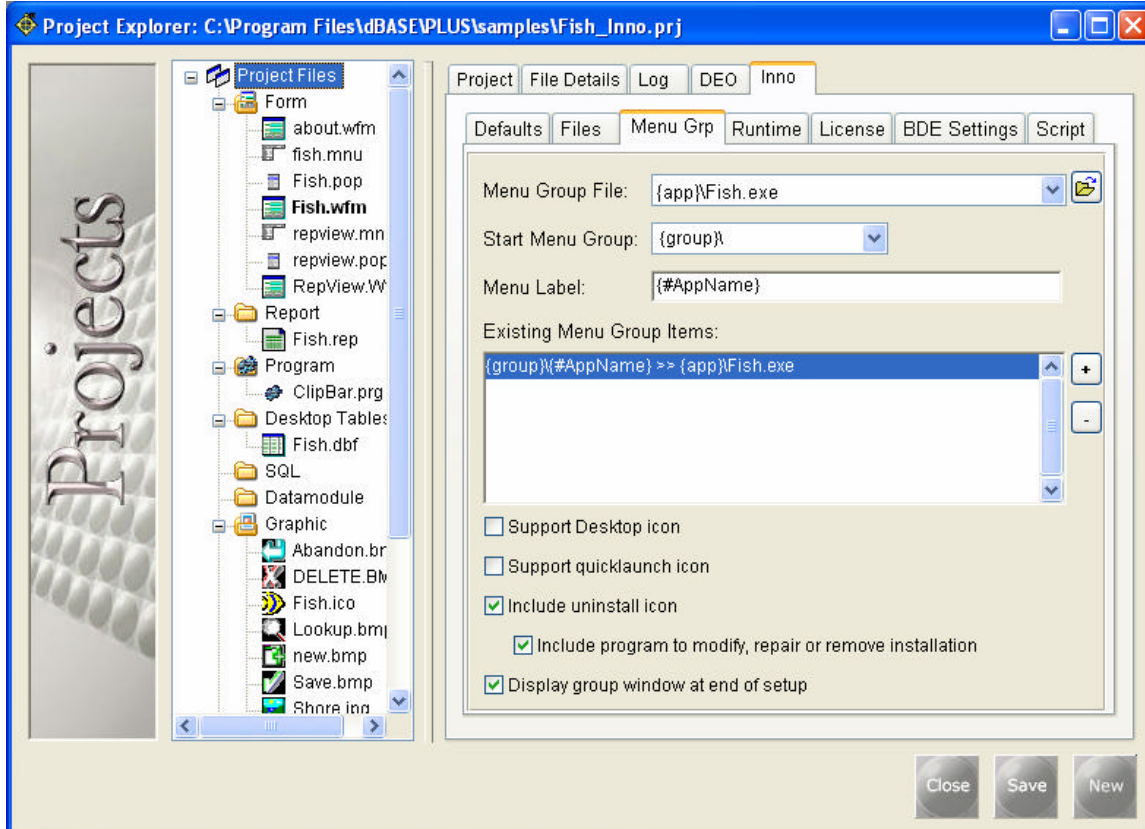 Project Explorer: C:\Program Files\dBASE\PLUS\samples\Fish_Inno.prj
Projects
Project Files
Form
about.wfm
fish.mnu
Fish.pop
Fish.wfm
repview.mn
repview.pop
RepView.W
Report
Fish.rep
Program
ClipBar.prg
Desktop Tables
Fish.dbf
SQL
Datamodule
Graphic
Abandon.br
DELETE.BM
Fish.ico
Lookup.bmp
new.bmp
Save.bmp
Shore.jpg
Project File Details Log DEO Inno
Defaults Files Menu Grp Runtime License BDE Settings Script
Menu Group File: {app}\Fish.exe
Start Menu Group: {group}\
Menu Label: {#AppName}
Existing Menu Group Items:
{group}\{#AppName} >> {app}\Fish.exe
+
-
Support Desktop icon
Support quicklaunch icon
Include uninstall icon
Include program to modify, repair or remove installation
Display group window at end of setup
Close Save New